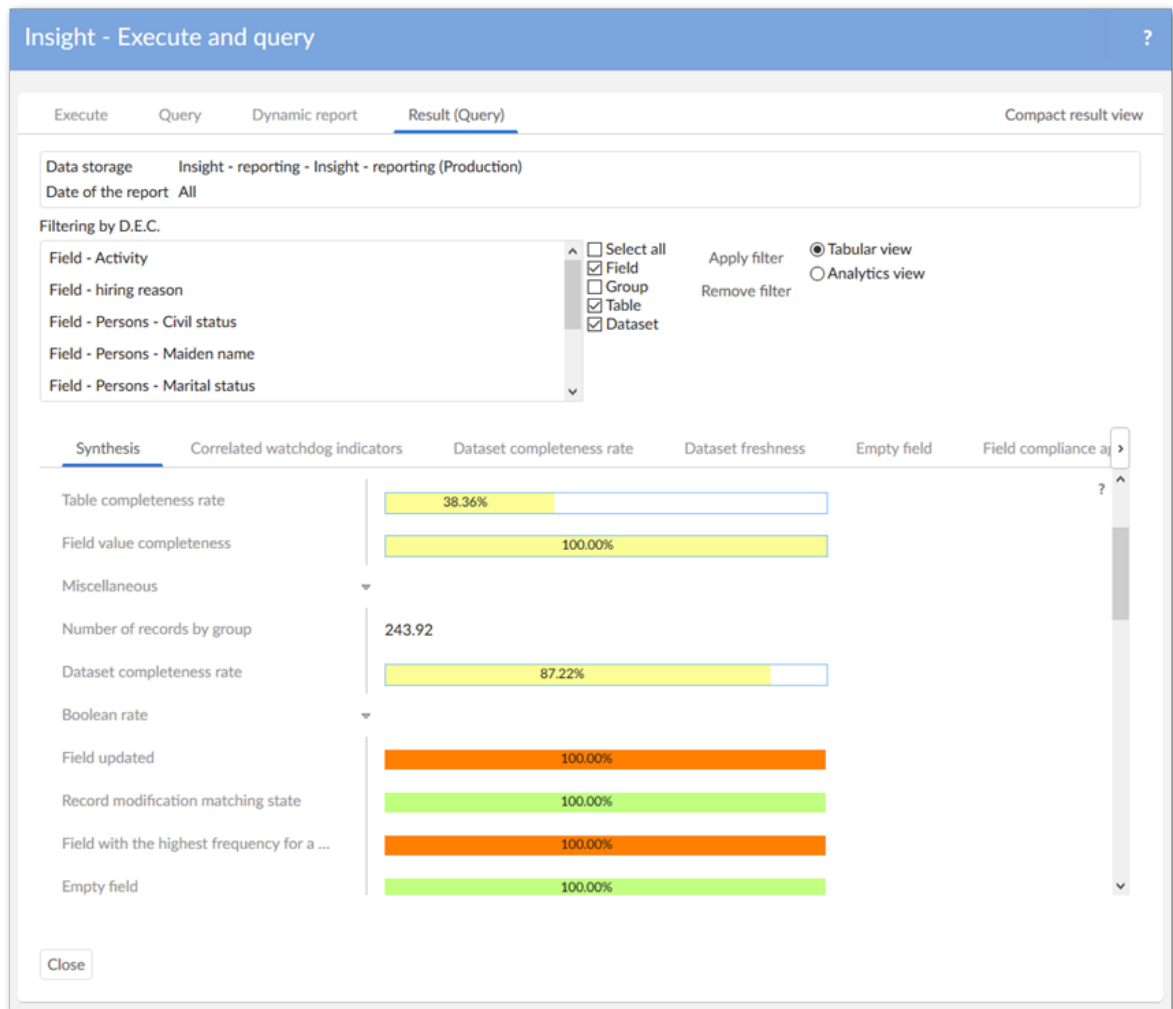 Insight - Execute and query ?
Execute Query Dynamic report Result (Query) Compact result view
Data storage Insight - reporting - Insight - reporting (Production)
Date of the report All
Filtering by D.E.C.
Field - Activity
Field - hiring reason
Field - Persons - Civil status
Field - Persons - Maiden name
Field - Persons - Marital status
Select all
Field
Group
Table
Dataset
Apply filter
Remove filter
Tabular view
Analytics view
Synthesis Correlated watchdog indicators Dataset completeness rate Dataset freshness Empty field Field compliance >
?
Table completeness rate 38.36%
Field value completeness 100.00%
Miscellaneous
Number of records by group 243.92
Dataset completeness rate 87.22%
Boolean rate
Field updated 100.00%
Record modification matching state 100.00%
Field with the highest frequency for a ... 100.00%
Empty field 100.00%
Close